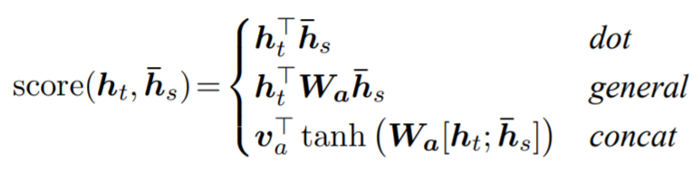 h_t^⊤ h̄_s dot
score(h_t, h̄_s) = { h_t^⊤ W_a h̄_s general
v_a^⊤ tanh (W_a[h_t; h̄_s]) concat